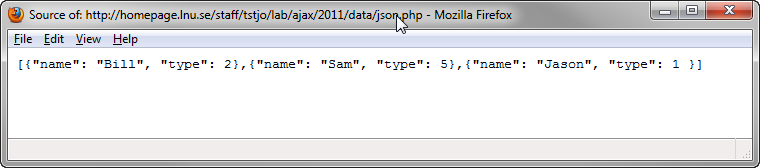 Source of: http://homepage.lnu.se/staff/tstjo/lab/ajax/2011/data/json.php - Mozilla Firefox
File Edit View Help
[{"name": "Bill", "type": 2},{"name": "Sam", "type": 5},{"name": "Jason", "type": 1 }]